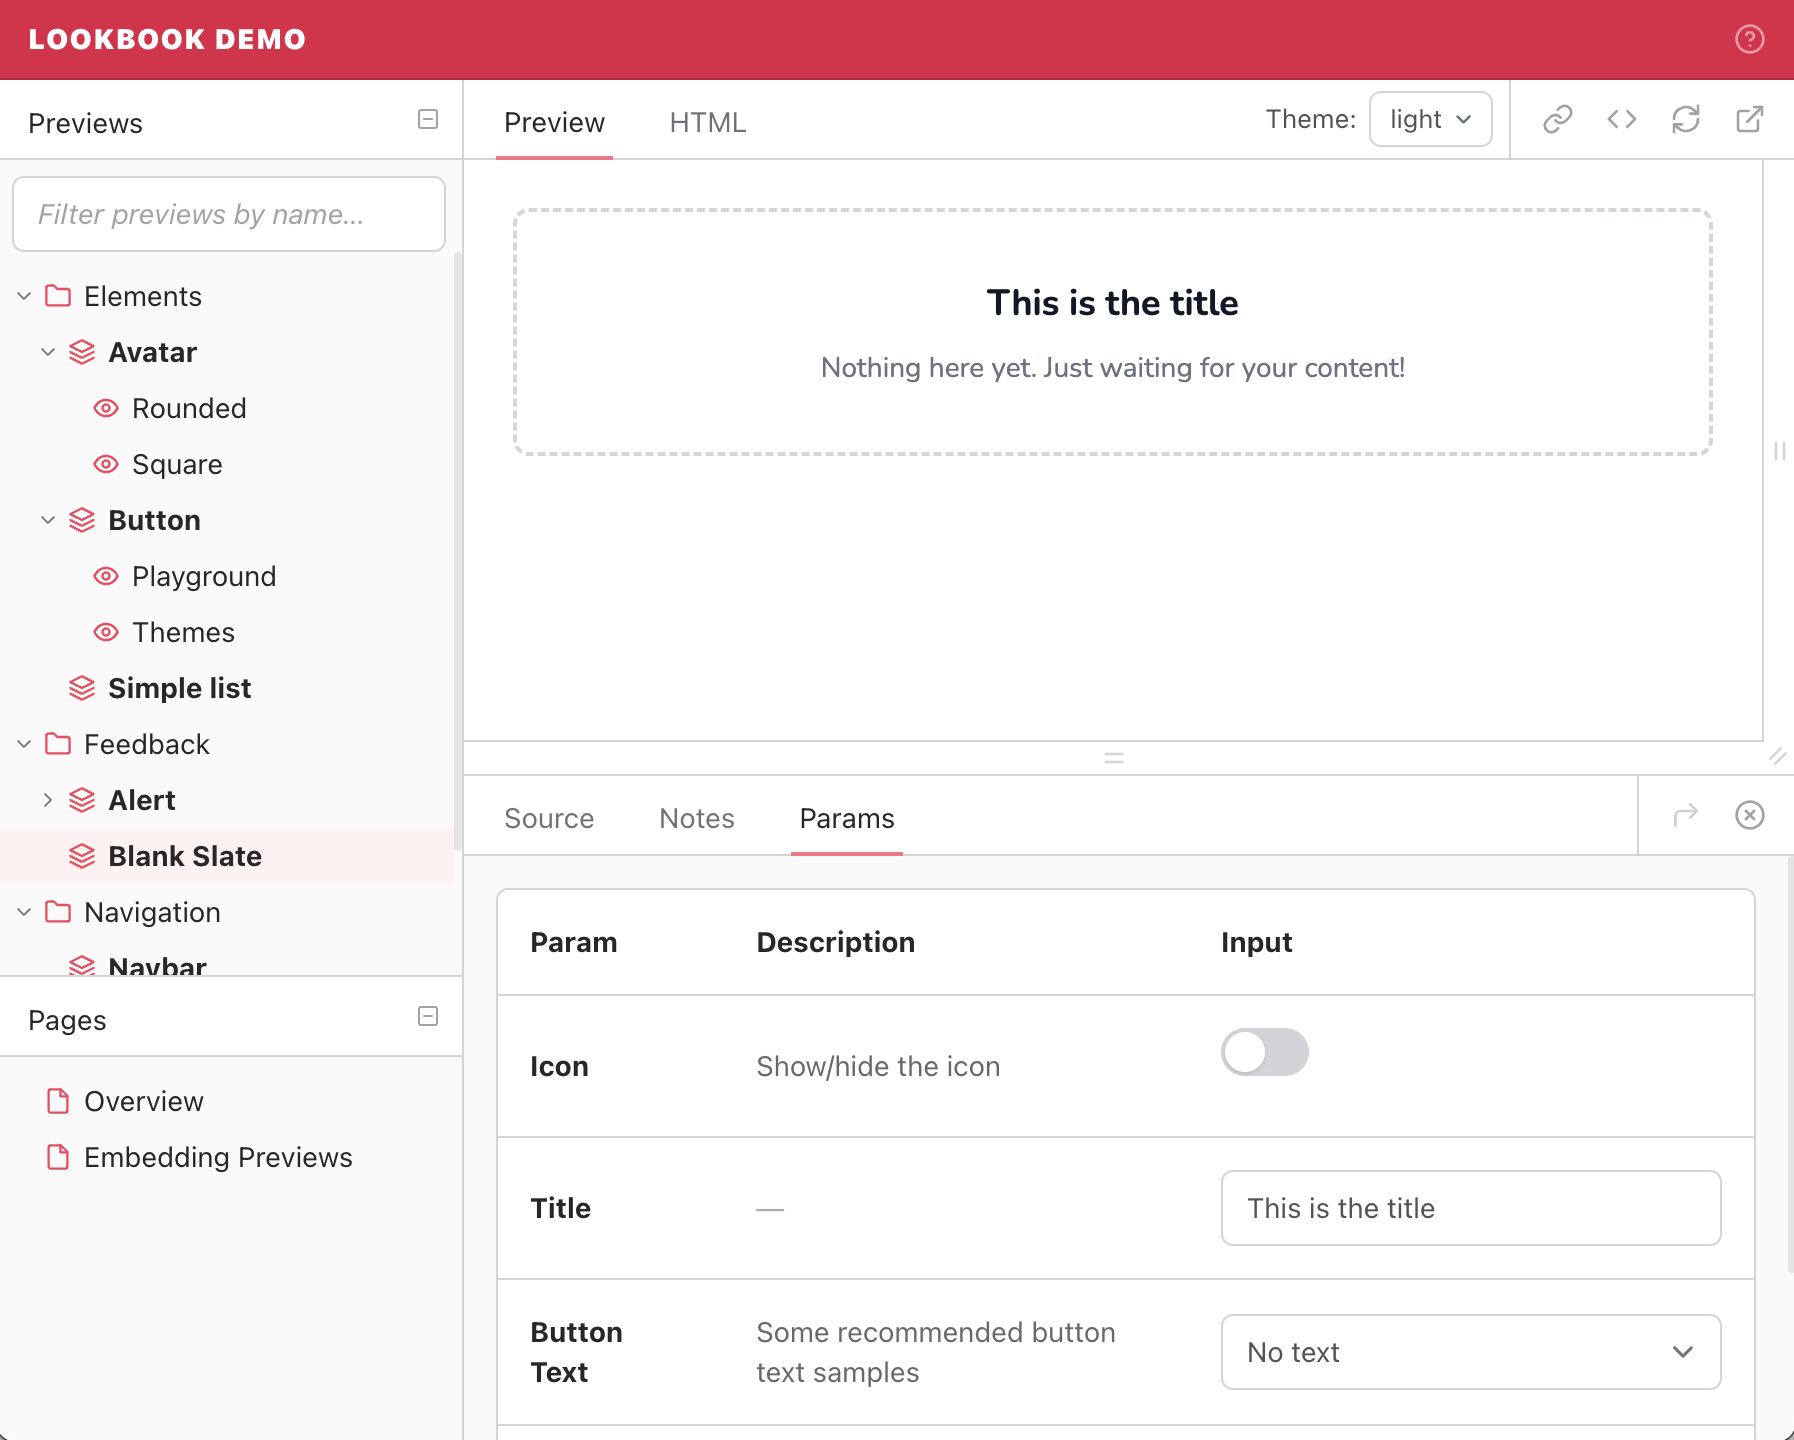 LOOKBOOK DEMO
Previews
Filter previews by name...
Elements
Avatar
Rounded
Square
Button
Playground
Themes
Simple list
Feedback
Alert
Blank Slate
Navigation
Navbar
Pages
Overview
Embedding Previews
Preview HTML Theme: light
This is the title
Nothing here yet. Just waiting for your content!
Source Notes Params
Param Description Input
Icon Show/hide the icon
Title — This is the title
Button Text Some recommended button text samples No text